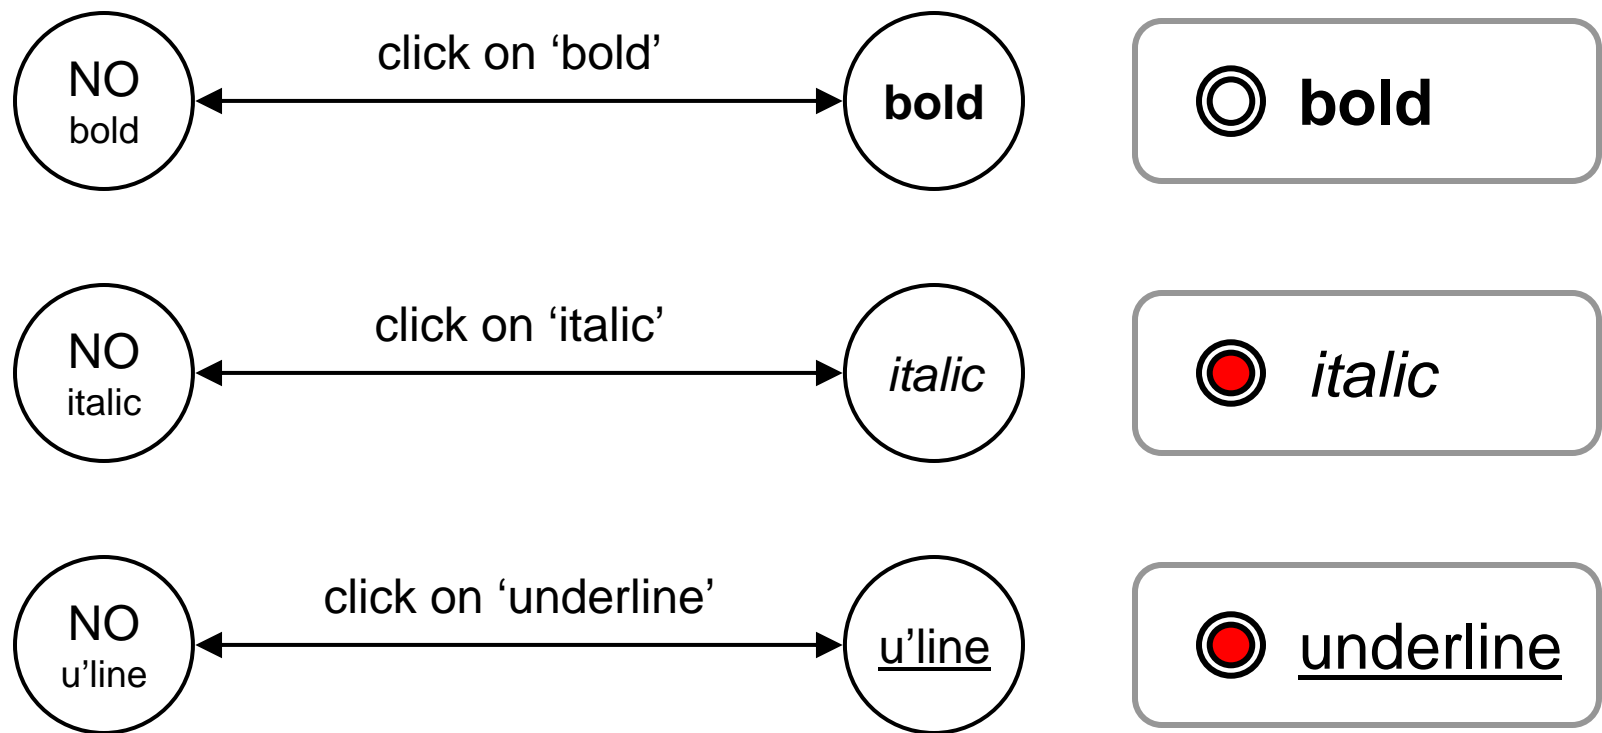 click on ‘bold’
NO
bold
bold
bold
click on ‘italic’
NO
italic
italic
italic
click on ‘underline’
NO
u’line
u’line
underline